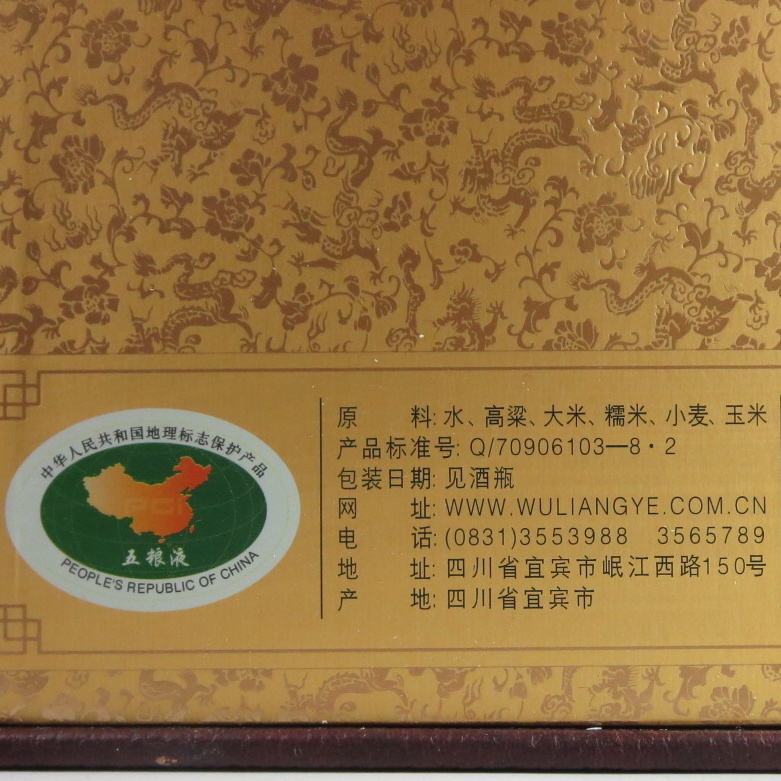 中华人民共和国地理标志保护产品
PGI
五粮液
PEOPLE'S REPUBLIC OF CHINA
原 料: 水、高粱、大米、糯米、小麦、玉米
产品标准号: Q/70906103—8·2
包装日期: 见酒瓶
网 址: WWW.WULIANGYE.COM.CN
电 话: (0831)3553988 3565789
地 址: 四川省宜宾市岷江西路150号
产 地: 四川省宜宾市